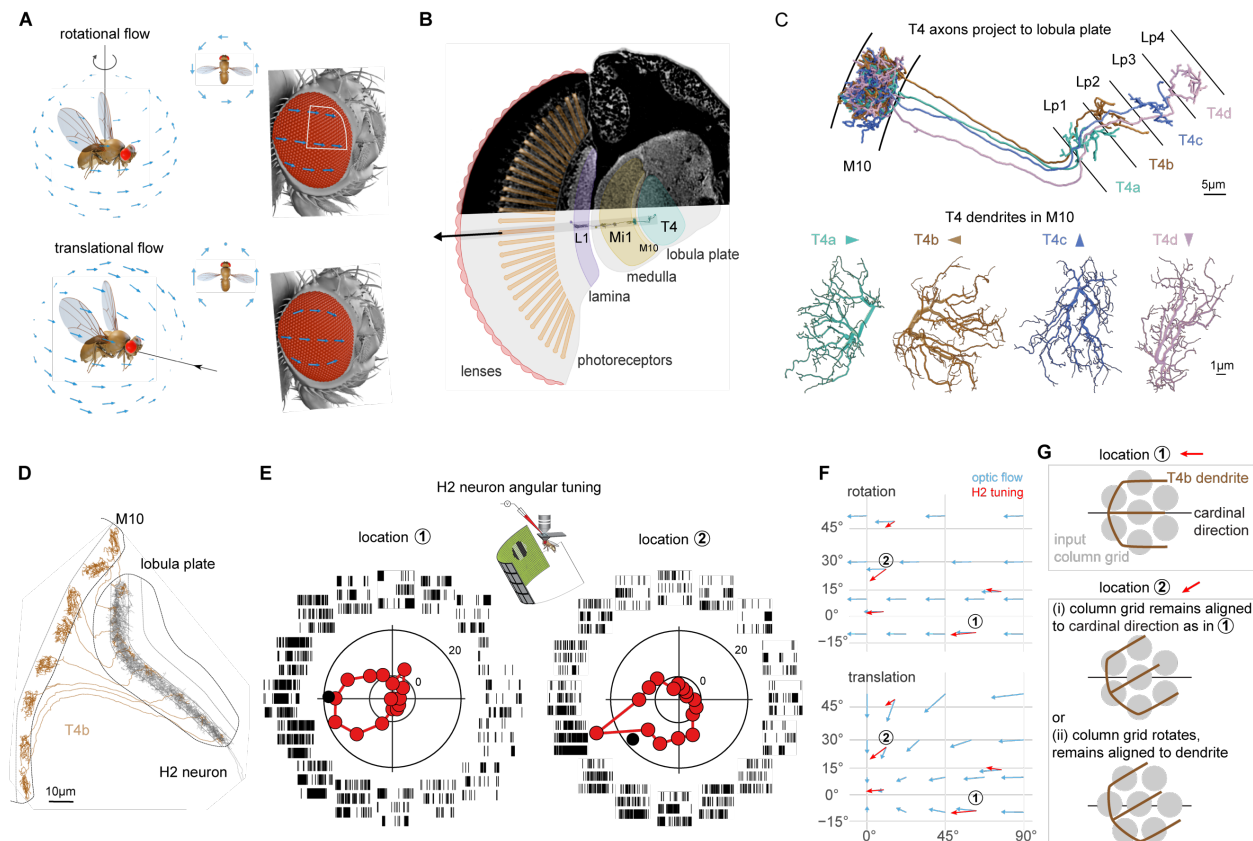 A
rotational flow
translational flow
B
L1
Mi1
M10
T4
lobula plate
medulla
lamina
photoreceptors
lenses
C
T4 axons project to lobula plate
Lp4
Lp3
Lp2
Lp1
M10
T4d
T4c
T4b
T4a
5µm
T4 dendrites in M10
T4a
T4b
T4c
T4d
1µm
D
M10
lobula plate
T4b
H2 neuron
10µm
E
H2 neuron angular tuning
location 1
location 2
20
0
20
0
F
optic flow
H2 tuning
rotation
45°
30°
15°
0°
−15°
2
1
translation
45°
30°
15°
0°
−15°
2
1
0°
45°
90°
G
location 1
T4b dendrite
cardinal
direction
input
column grid
location 2
(i) column grid remains aligned
to cardinal direction as in 1
or
(ii) column grid rotates,
remains aligned to dendrite